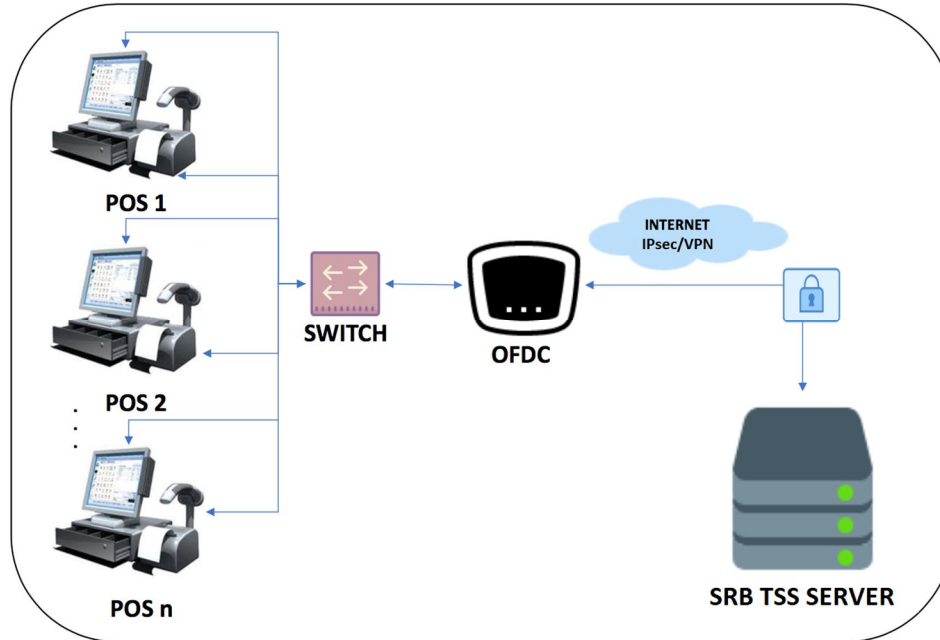 POS 1
POS 2
POS n
SWITCH
OFDC
INTERNET
IPsec/VPN
SRB TSS SERVER